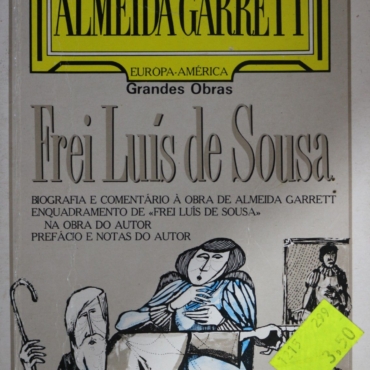 ALMEIDA GARRETT
EUROPA-AMÉRICA
Grandes Obras
Frei Luís de Sousa
BIOGRAFIA E COMENTÁRIO À OBRA DE ALMEIDA GARRETT
ENQUADRAMENTO DE «FREI LUÍS DE SOUSA»
NA OBRA DO AUTOR
PREFÁCIO E NOTAS DO AUTOR
3,50